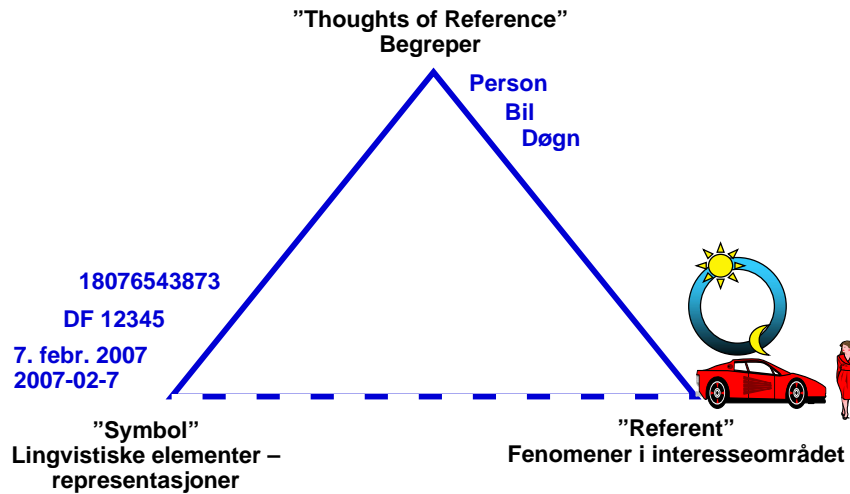 ”Thoughts of Reference”
Begreper
Person
Bil
Døgn
18076543873
DF 12345
7. febr. 2007
2007-02-7
”Symbol”
Lingvistiske elementer –
representasjoner
”Referent”
Fenomener i interesseområdet